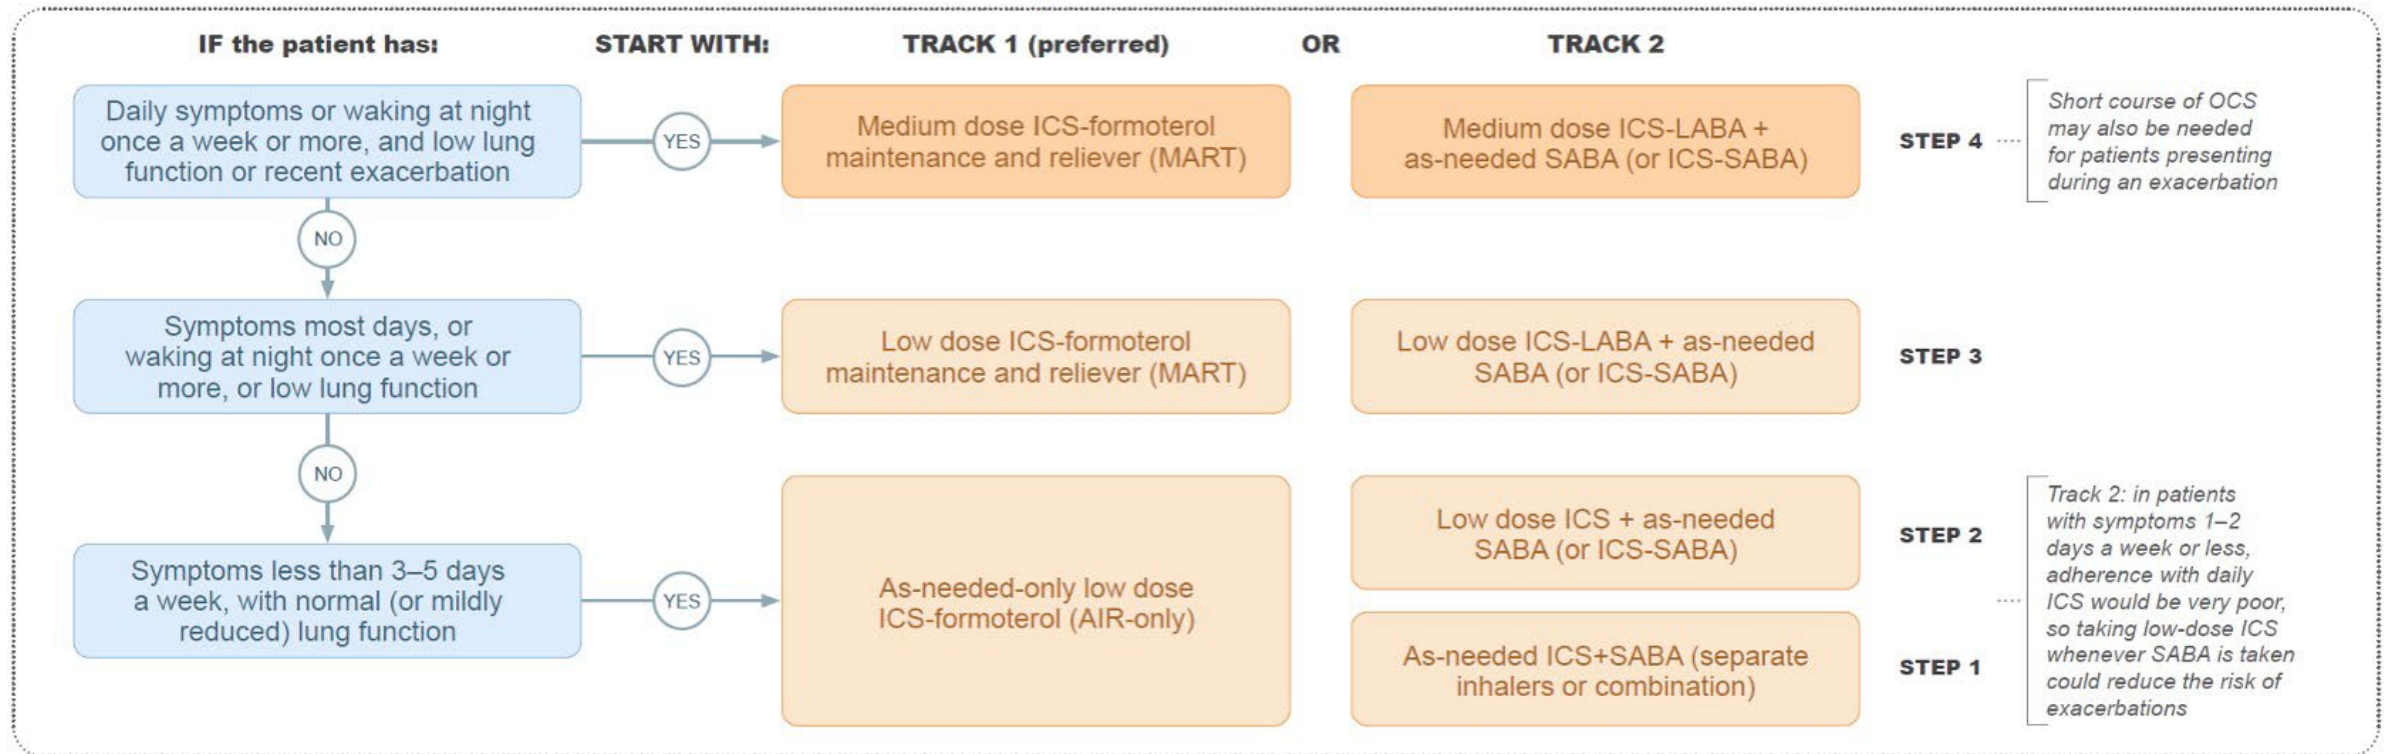 IF the patient has:
START WITH:
TRACK 1 (preferred)
OR
TRACK 2
Daily symptoms or waking at night
once a week or more, and low lung
function or recent exacerbation
YES
Medium dose ICS-formoterol
maintenance and reliever (MART)
Medium dose ICS-LABA +
as-needed SABA (or ICS-SABA)
STEP 4
Short course of OCS
may also be needed
for patients presenting
during an exacerbation
NO
Symptoms most days, or
waking at night once a week or
more, or low lung function
YES
Low dose ICS-formoterol
maintenance and reliever (MART)
Low dose ICS-LABA + as-needed
SABA (or ICS-SABA)
STEP 3
NO
Symptoms less than 3–5 days
a week, with normal (or mildly
reduced) lung function
YES
As-needed-only low dose
ICS-formoterol (AIR-only)
Low dose ICS + as-needed
SABA (or ICS-SABA)
STEP 2
As-needed ICS+SABA (separate
inhalers or combination)
STEP 1
Track 2: in patients
with symptoms 1–2
days a week or less,
adherence with daily
ICS would be very poor,
so taking low-dose ICS
whenever SABA is taken
could reduce the risk of
exacerbations